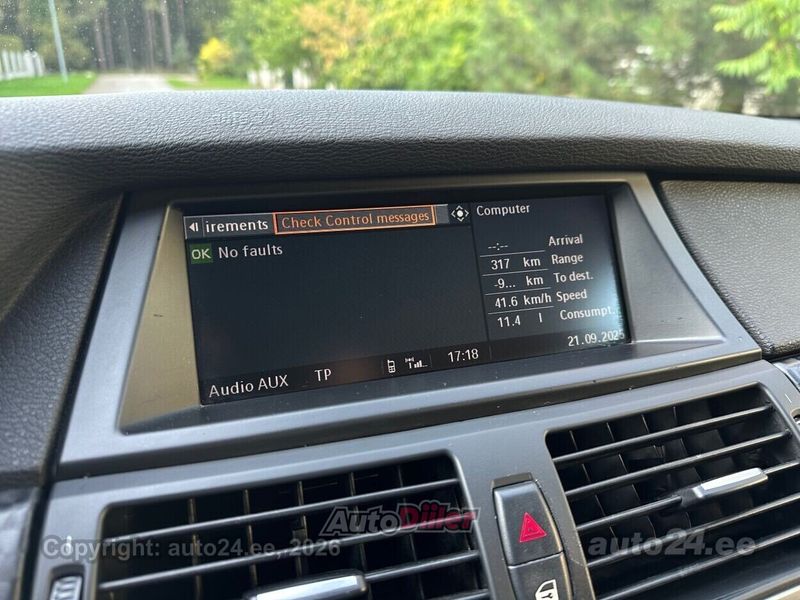 irements Check Control messages
OK No faults
Computer
--:-- Arrival
317 km Range
-9... km To dest.
41.6 km/h Speed
11.4 l Consumpt.
21.09.2025
Audio AUX TP 17:18
AutoDiiler
Copyright - auto24.ee, 2026
auto24.ee